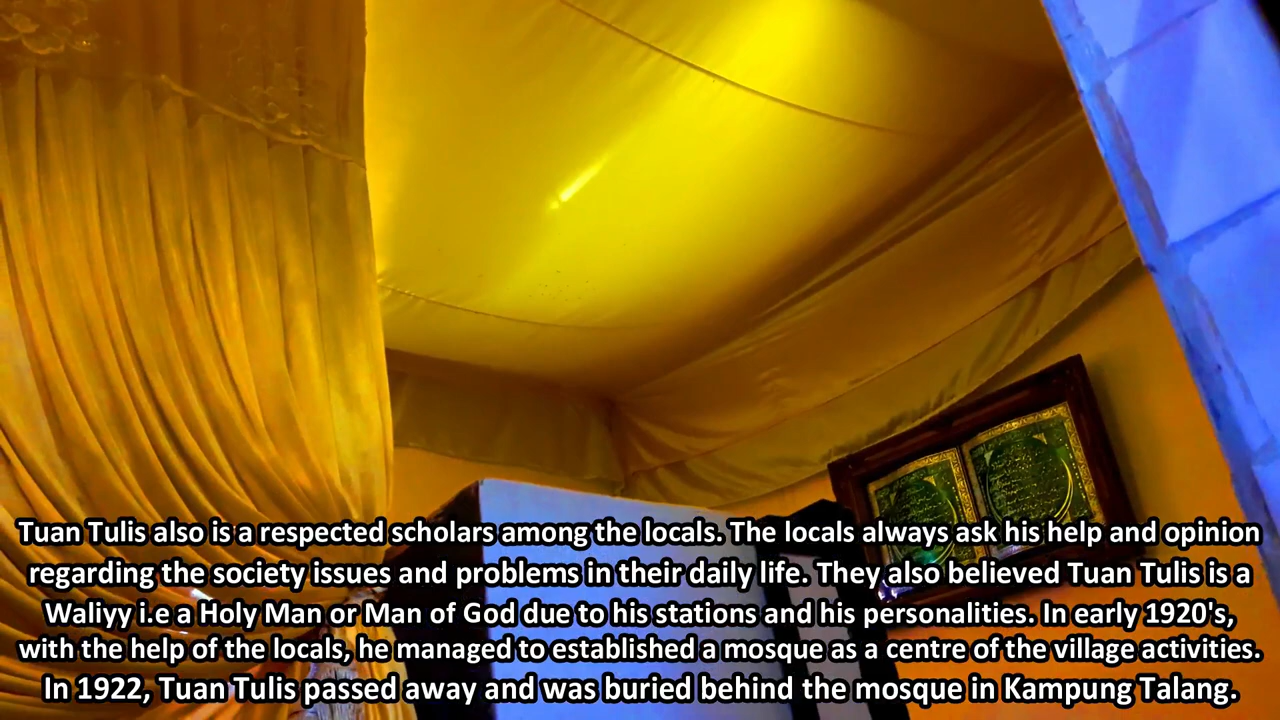 Tuan Tulis also is a respected scholars among the locals. The locals always ask his help and opinion
regarding the society issues and problems in their daily life. They also believed Tuan Tulis is a
Waliyy i.e a Holy Man or Man of God due to his stations and his personalities. In early 1920's,
with the help of the locals, he managed to established a mosque as a centre of the village activities.
In 1922, Tuan Tulis passed away and was buried behind the mosque in Kampung Talang.